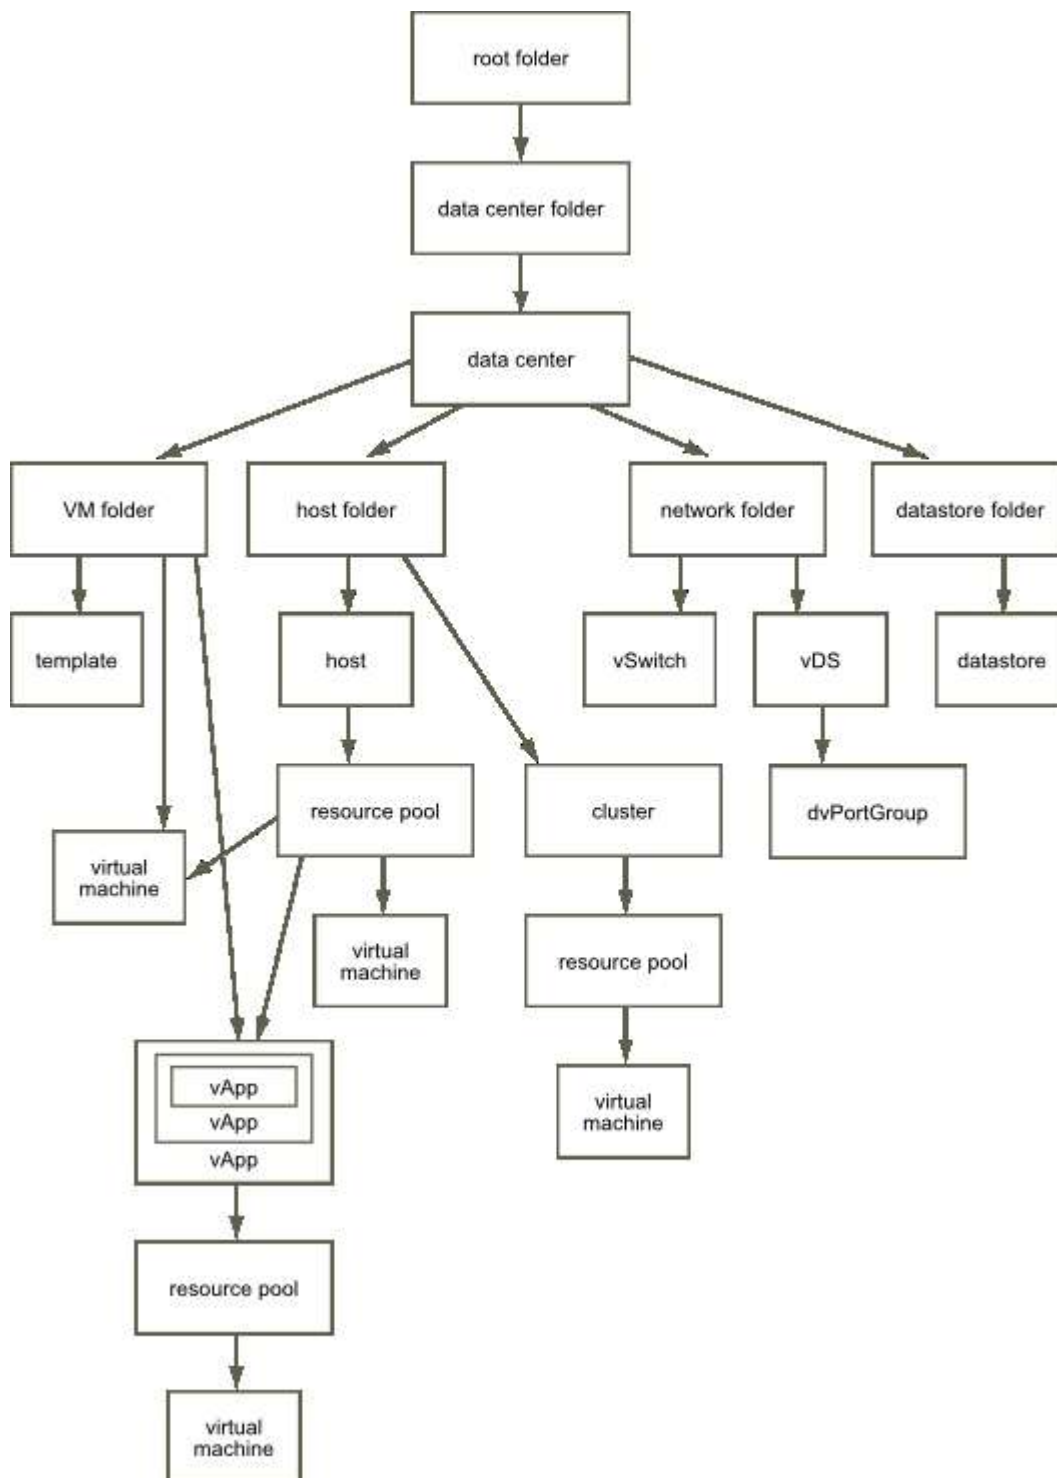 root folder
data center folder
data center
VM folder
host folder
network folder
datastore folder
template
host
vSwitch
vDS
datastore
resource pool
cluster
dvPortGroup
virtual
machine
virtual
machine
resource pool
vApp
vApp
vApp
virtual
machine
resource pool
virtual
machine